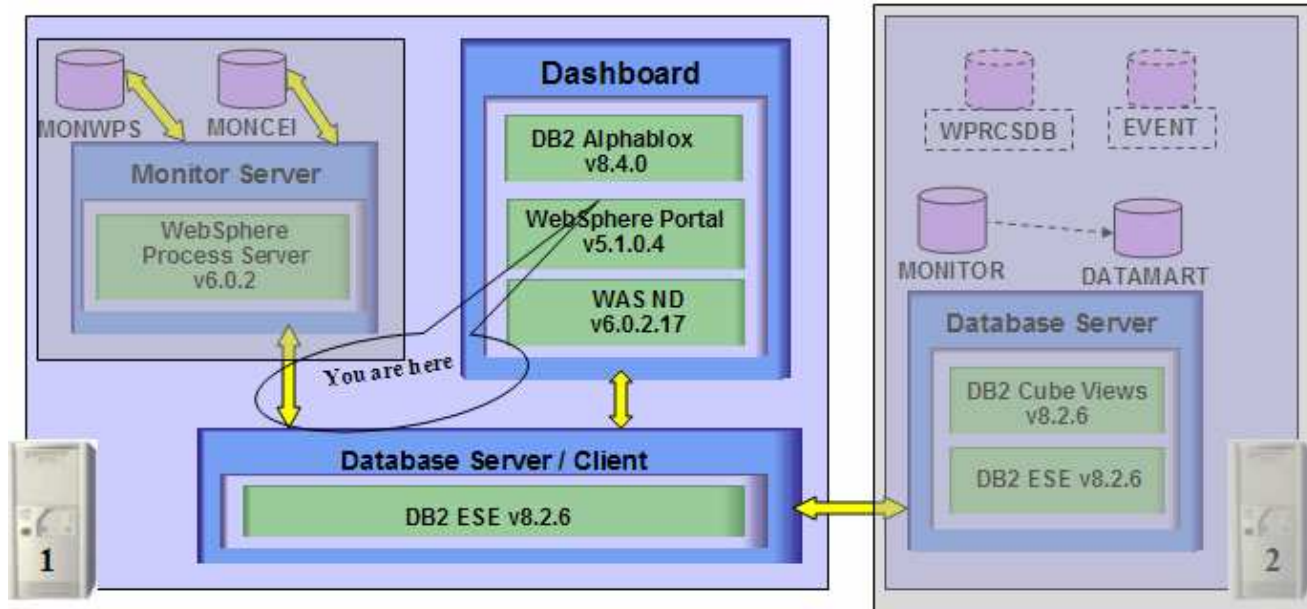 MONWPS
MONCEI
Monitor Server
WebSphere
Process Server
v6.0.2
Dashboard
DB2 Alphablox
v8.4.0
WebSphere Portal
v5.1.0.4
WAS ND
v6.0.2.17
You are here
Database Server / Client
DB2 ESE v8.2.6
1
WPRCSDB
EVENT
MONITOR
DATAMART
Database Server
DB2 Cube Views
v8.2.6
DB2 ESE v8.2.6
2